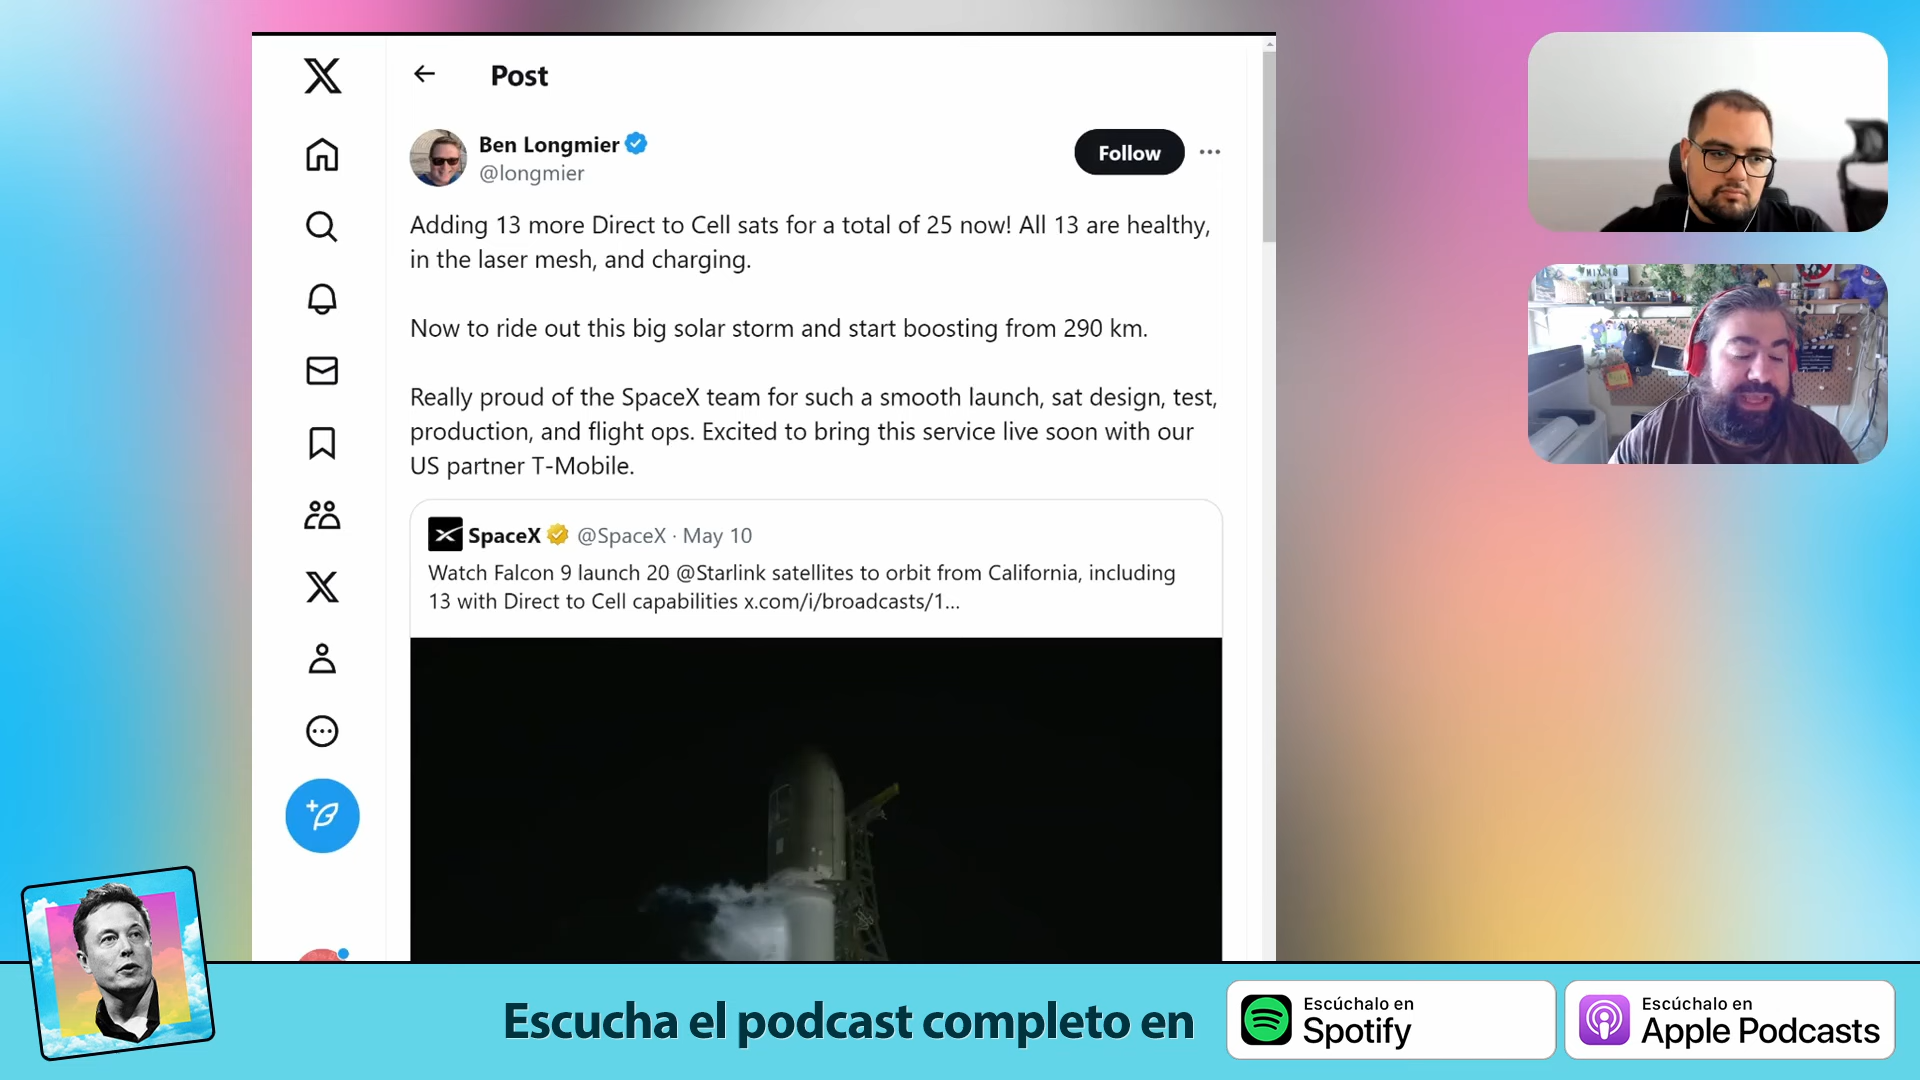 Post
Ben Longmier
@longmier
Follow
Adding 13 more Direct to Cell sats for a total of 25 now! All 13 are healthy,
in the laser mesh, and charging.
Now to ride out this big solar storm and start boosting from 290 km.
Really proud of the SpaceX team for such a smooth launch, sat design, test,
production, and flight ops. Excited to bring this service live soon with our
US partner T-Mobile.
SpaceX @SpaceX · May 10
Watch Falcon 9 launch 20 @Starlink satellites to orbit from California, including
13 with Direct to Cell capabilities x.com/i/broadcasts/1...
Escucha el podcast completo en
Escúchalo en
Spotify
Escúchalo en
Apple Podcasts